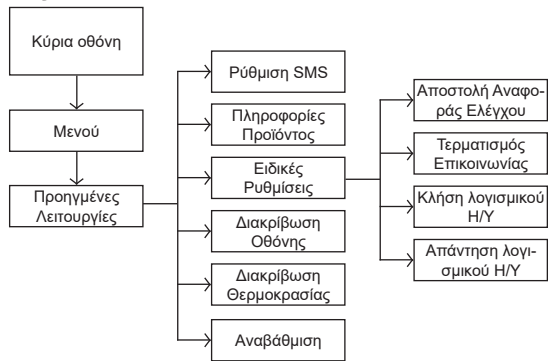 Κύρια οθόνη
Μενού
Προηγμένες
Λειτουργίες
Ρύθμιση SMS
Πληροφορίες
Προϊόντος
Ειδικές
Ρυθμίσεις
Διακρίβωση
Οθόνης
Διακρίβωση
Θερμοκρασίας
Αναβάθμιση
Αποστολή Αναφο-
ράς Ελέγχου
Τερματισμός
Επικοινωνίας
Κλήση λογισμικού
Η/Υ
Απάντηση λογι-
σμικού Η/Υ